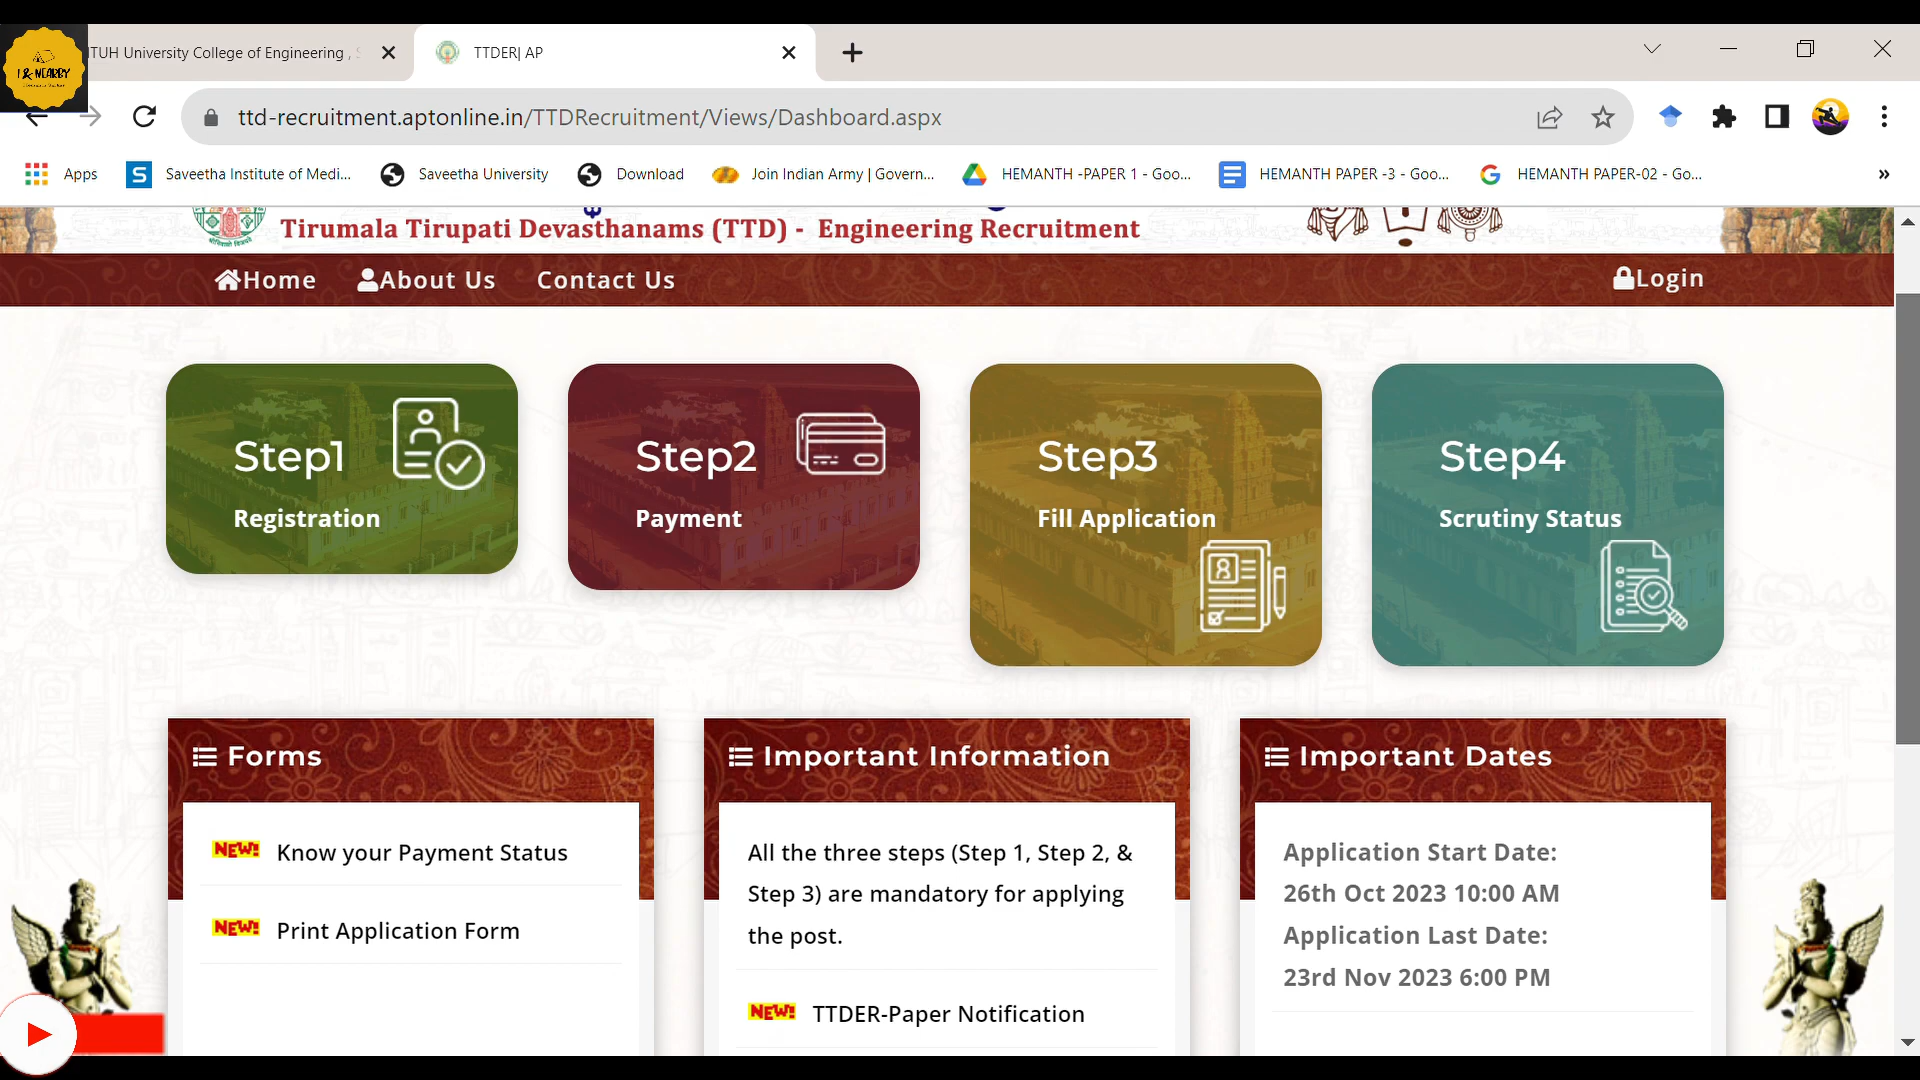 TUH University College of Engineering ,
TTDER| AP
I & NEARBY
ttd-recruitment.aptonline.in/TTDRecruitment/Views/Dashboard.aspx
Apps
Saveetha Institute of Medi...
Saveetha University
Download
Join Indian Army | Govern...
HEMANTH -PAPER 1 - Goo...
HEMANTH PAPER -3 - Goo...
HEMANTH PAPER-02 - Go...
»
Tirumala Tirupati Devasthanams (TTD) - Engineering Recruitment
Home
About Us
Contact Us
Login
Step1
Registration
Step2
Payment
Step3
Fill Application
Step4
Scrutiny Status
Forms
NEW! Know your Payment Status
NEW! Print Application Form
Important Information
All the three steps (Step 1, Step 2, &
Step 3) are mandatory for applying
the post.
NEW! TTDER-Paper Notification
Important Dates
Application Start Date:
26th Oct 2023 10:00 AM
Application Last Date:
23rd Nov 2023 6:00 PM